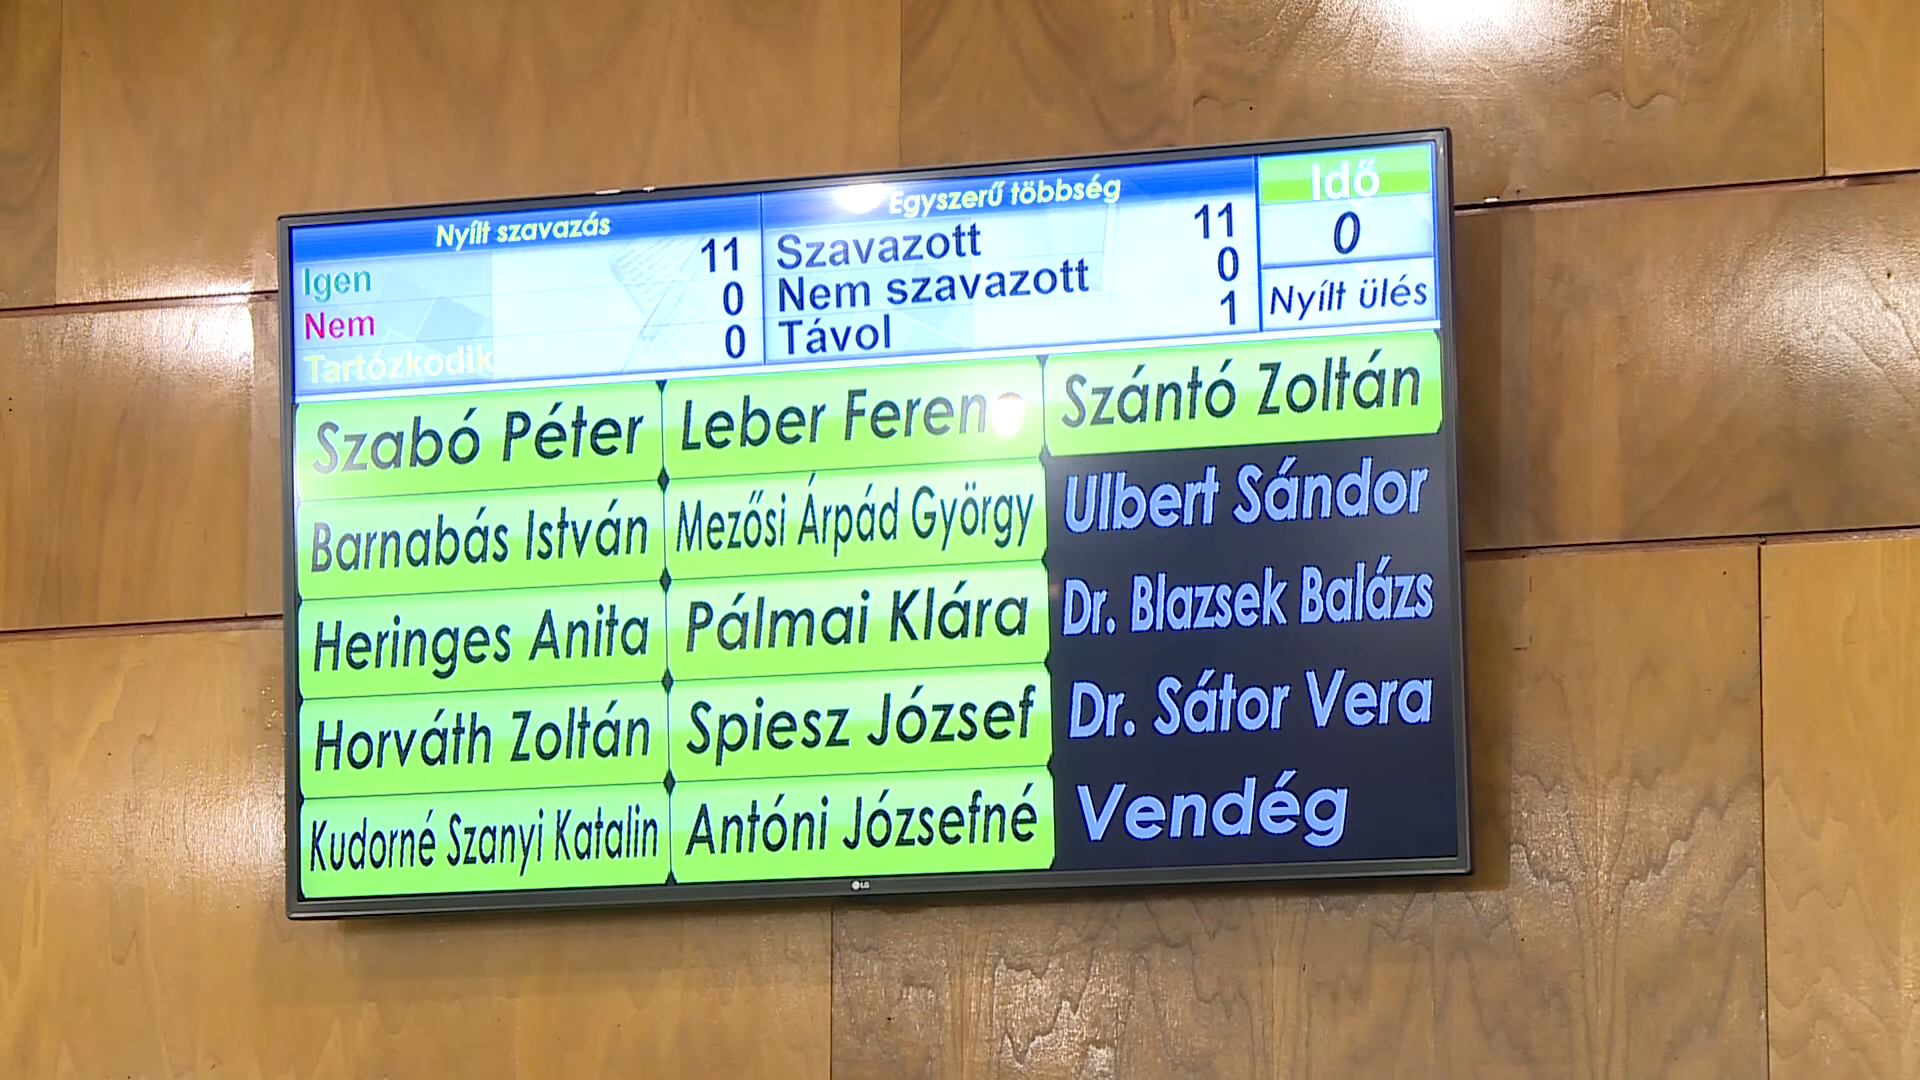 Nyílt szavazás
Igen 11
Nem 0
Tartózkodik 0
Egyszerű többség
Szavazott 11
Nem szavazott 0
Távol 1
Idő
0
Nyílt ülés
Szabó Péter
Barnabás István
Heringes Anita
Horváth Zoltán
Kudorné Szanyi Katalin
Leber Feren
Mezősi Árpád György
Pálmai Klára
Spiesz József
Antóni Józsefné
Szántó Zoltán
Ulbert Sándor
Dr. Blazsek Balázs
Dr. Sátor Vera
Vendég
LG